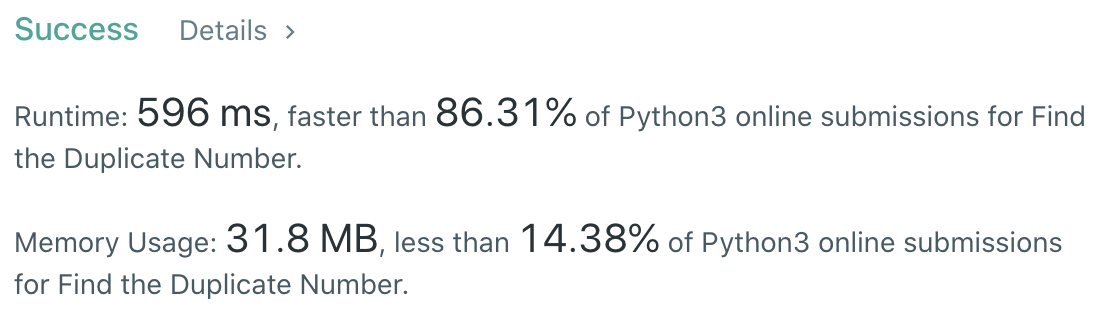 Success Details >
Runtime: 596 ms, faster than 86.31% of Python3 online submissions for Find
the Duplicate Number.
Memory Usage: 31.8 MB, less than 14.38% of Python3 online submissions
for Find the Duplicate Number.